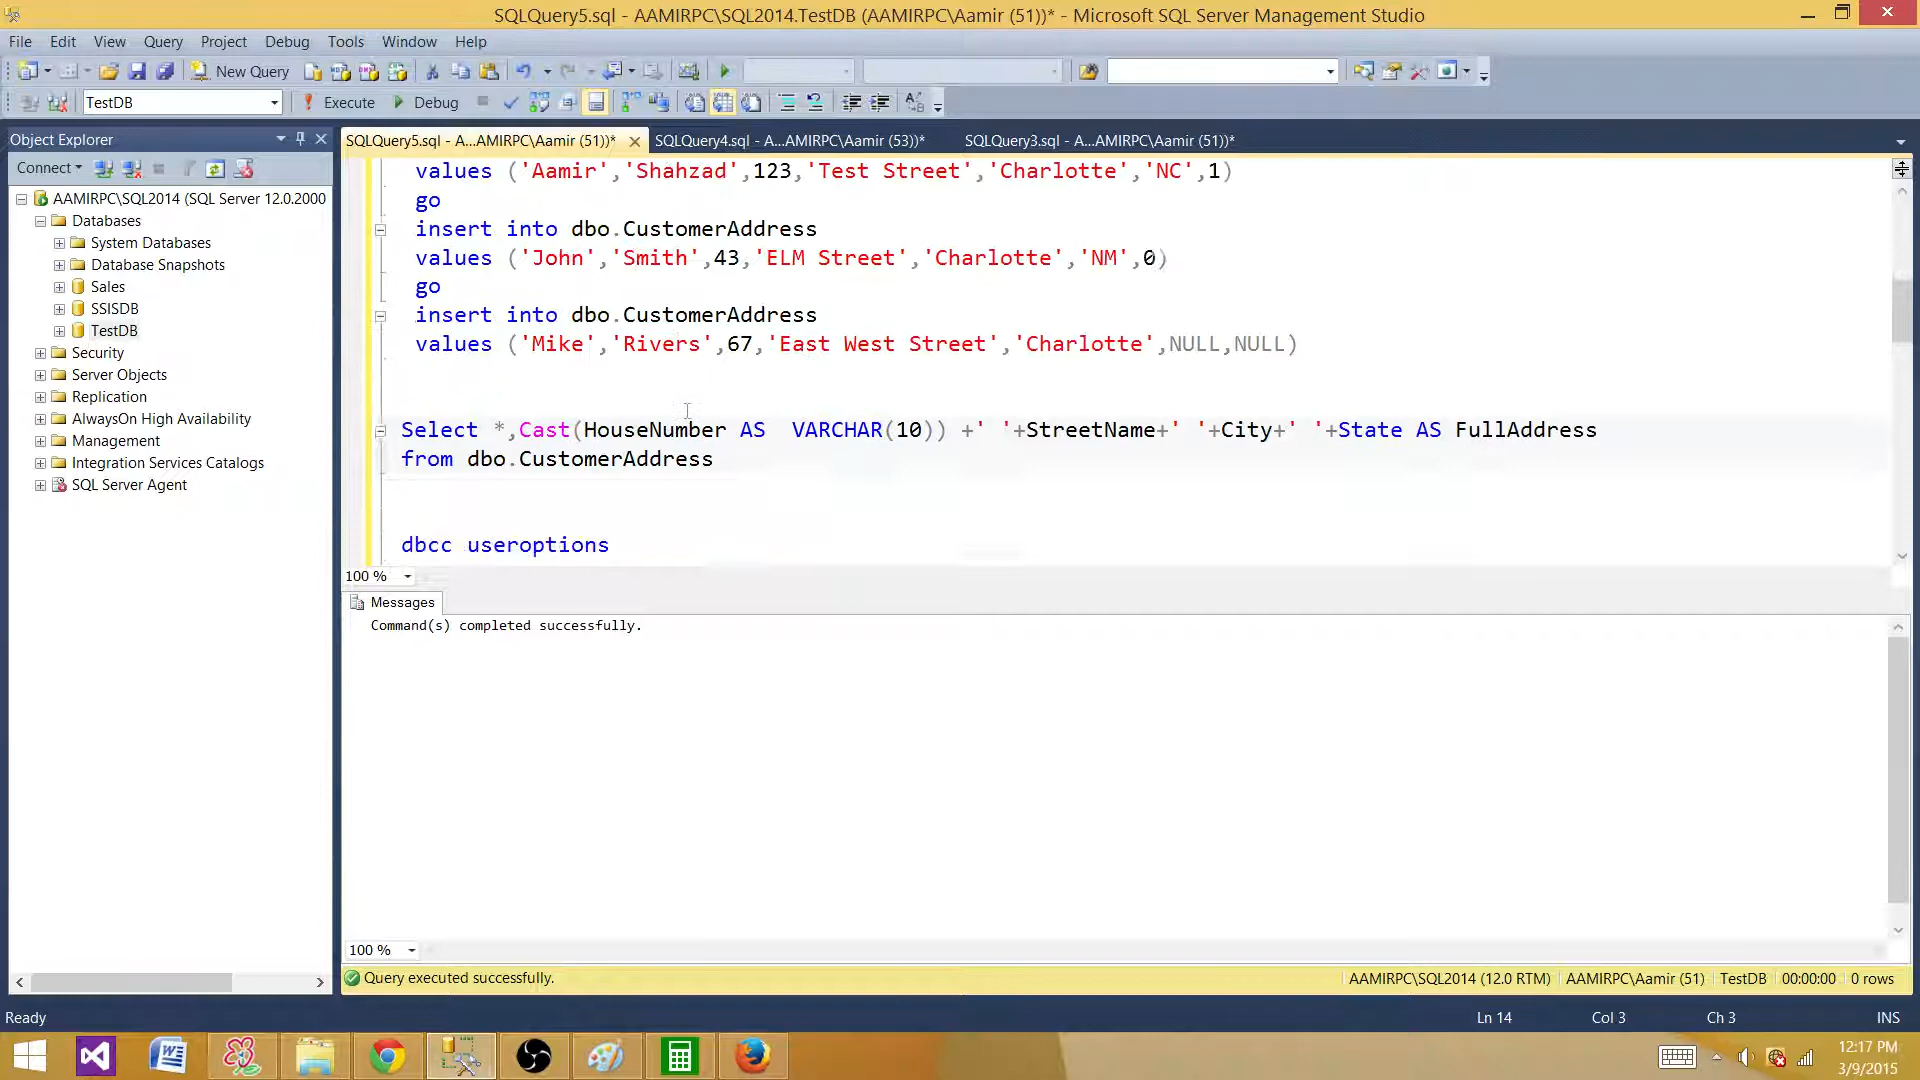 SQLQuery5.sql - AAMIRPC\SQL2014.TestDB (AAMIRPC\Aamir (51))* - Microsoft SQL Server Management Studio
File Edit View Query Project Debug Tools Window Help
New Query
TestDB Execute Debug
Object Explorer
SQLQuery5.sql - A...AMIRPC\Aamir (51))* SQLQuery4.sql - A...AMIRPC\Aamir (53))* SQLQuery3.sql - A...AMIRPC\Aamir (51))*
Connect
AAMIRPC\SQL2014 (SQL Server 12.0.2000
Databases
System Databases
Database Snapshots
Sales
SSISDB
TestDB
Security
Server Objects
Replication
AlwaysOn High Availability
Management
Integration Services Catalogs
SQL Server Agent
values ('Aamir','Shahzad',123,'Test Street','Charlotte','NC',1)
go
insert into dbo.CustomerAddress
values ('John','Smith',43,'ELM Street','Charlotte','NM',0)
go
insert into dbo.CustomerAddress
values ('Mike','Rivers',67,'East West Street','Charlotte',NULL,NULL)
Select *,Cast(HouseNumber AS  VARCHAR(10)) +' '+StreetName+' '+City+' '+State AS FullAddress
from dbo.CustomerAddress
dbcc useroptions
100 %
Messages
Command(s) completed successfully.
100 %
Query executed successfully. AAMIRPC\SQL2014 (12.0 RTM) AAMIRPC\Aamir (51) TestDB 00:00:00 0 rows
Ready Ln 14 Col 3 Ch 3 INS
12:17 PM
3/9/2015